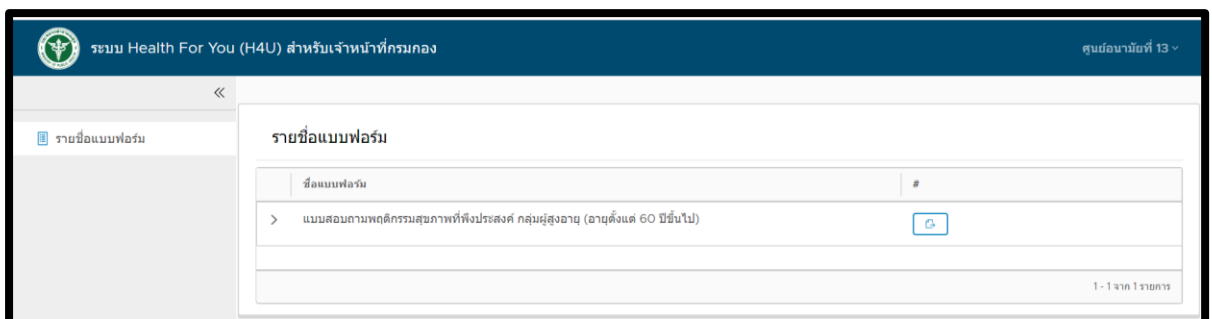 ระบบ Health For You (H4U) สำหรับเจ้าหน้าที่กรมกอง
ศูนย์อนามัยที่ 13
รายชื่อแบบฟอร์ม
รายชื่อแบบฟอร์ม
ชื่อแบบฟอร์ม
#
แบบสอบถามพฤติกรรมสุขภาพที่พึงประสงค์ กลุ่มผู้สูงอายุ (อายุตั้งแต่ 60 ปีขึ้นไป)
1 - 1 จาก 1 รายการ